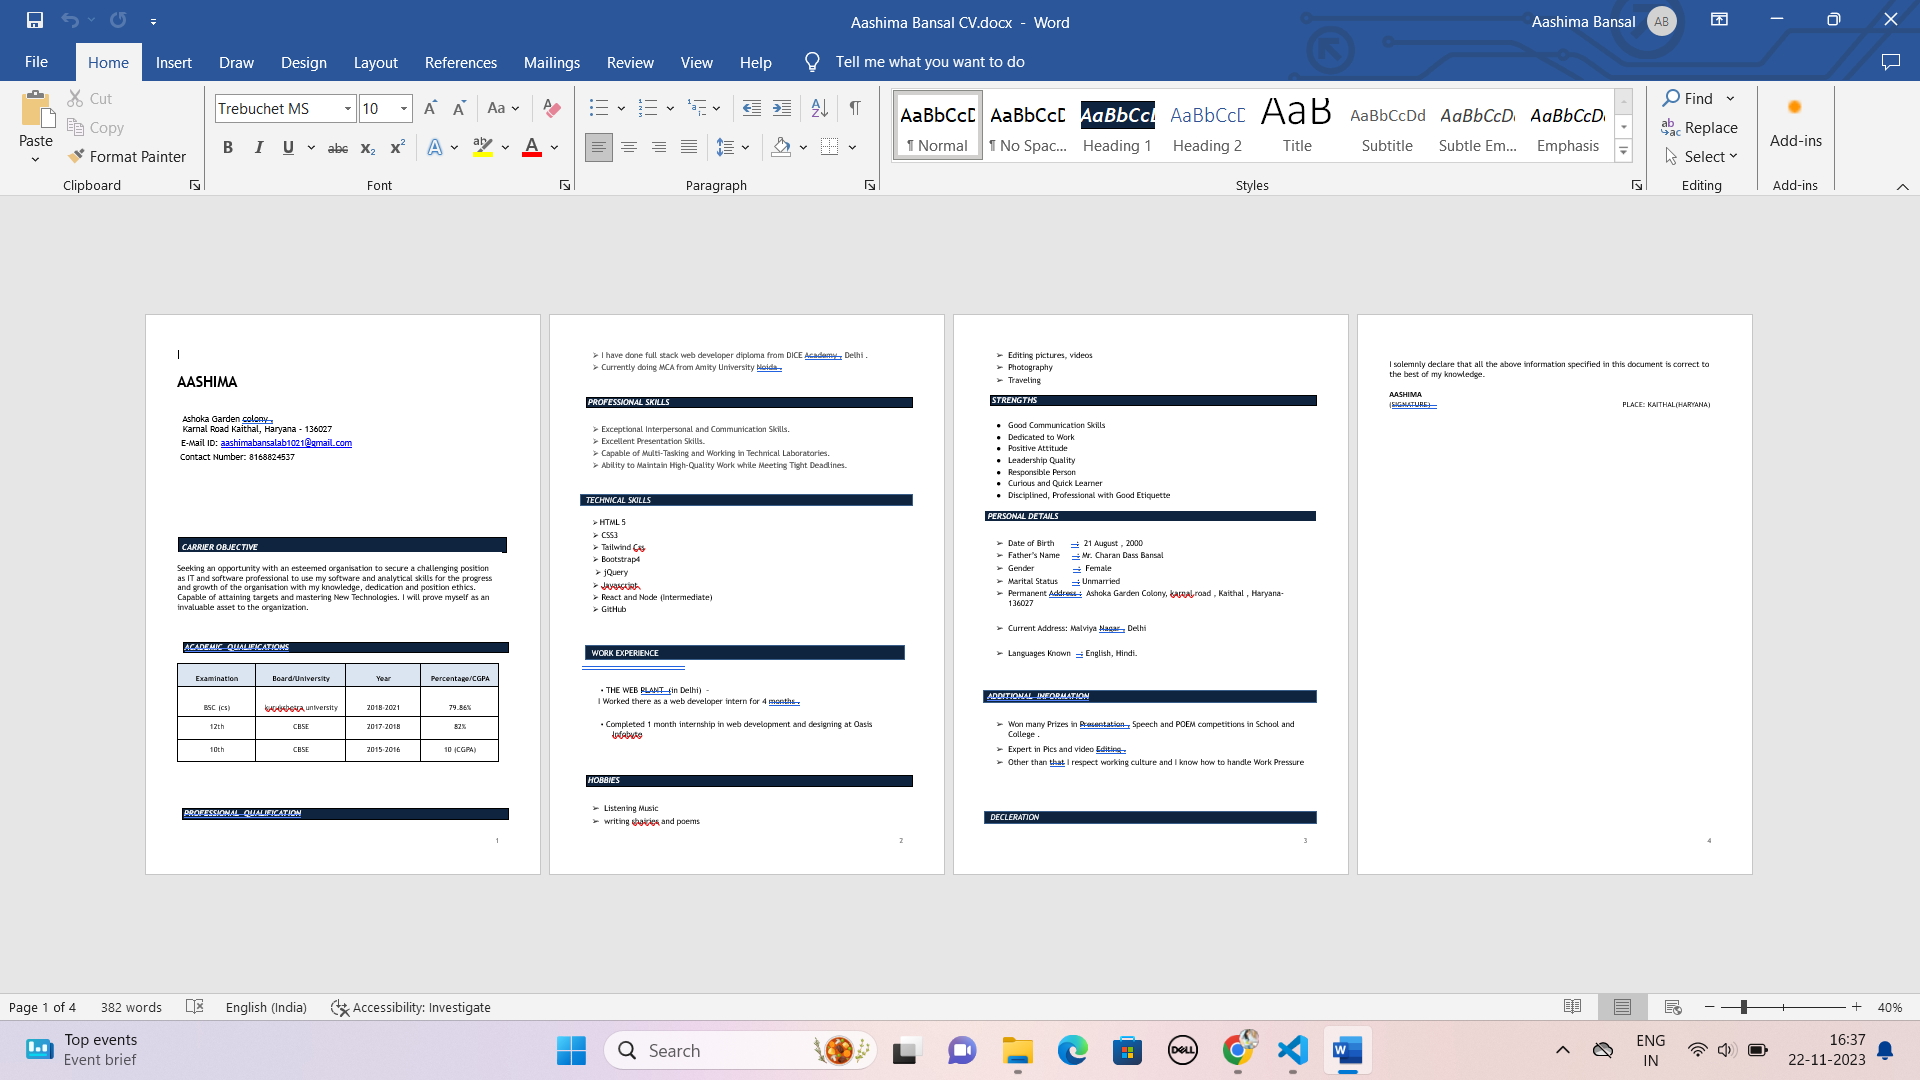 Aashima Bansal CV.docx - Word
Aashima Bansal AB
File Home Insert Draw Design Layout References Mailings Review View Help Tell me what you want to do
Paste
Cut
Copy
Format Painter
Clipboard
Trebuchet MS 10
Font
Paragraph
AaBbCcD AaBbCcD AaBbCcI AaBbCcD AaB AaBbCcDd AaBbCcD AaBbCcD
¶ Normal ¶ No Spac... Heading 1 Heading 2 Title Subtitle Subtle Em... Emphasis
Styles
Find
Replace
Select
Editing
Add-ins
Add-ins
AASHIMA
Ashoka Garden colony ,
Karnal Road Kaithal, Haryana - 136027
E-Mail ID: aashimabansalab1021@gmail.com
Contact Number: 8168824537
CARRIER OBJECTIVE
Seeking an opportunity with an esteemed organisation to secure a challenging position
as IT and software professional to use my software and analytical skills for the progress
and growth of the organisation with my knowledge, dedication and position ethics.
Capable of attaining targets and mastering New Technologies. I will prove myself as an
invaluable asset to the organization.
ACADEMIC QUALIFICATIONS
Examination Board/University Year Percentage/CGPA
BSC (cs) kurukshetra university 2018-2021 79.86%
12th CBSE 2017-2018 82%
10th CBSE 2015-2016 10 (CGPA)
PROFESSIONAL QUALIFICATION
1
➢ I have done full stack web developer diploma from DICE Academy , Delhi .
➢ Currently doing MCA from Amity University Noida .
PROFESSIONAL SKILLS
➢ Exceptional Interpersonal and Communication Skills.
➢ Excellent Presentation Skills.
➢ Capable of Multi-Tasking and Working in Technical Laboratories.
➢ Ability to Maintain High-Quality Work while Meeting Tight Deadlines.
TECHNICAL SKILLS
➢ HTML 5
➢ CSS3
➢ Tailwind Css
➢ Bootstrap4
➢ jQuery
➢ Javascript
➢ React and Node (Intermediate)
➢ GitHub
WORK EXPERIENCE
• THE WEB PLANT (in Delhi) -
I Worked there as a web developer intern for 4 months .
• Completed 1 month internship in web development and designing at Oasis
Infobyte
HOBBIES
➢ Listening Music
➢ writing shairies and poems
2
➢ Editing pictures, videos
➢ Photography
➢ Traveling
STRENGTHS
● Good Communication Skills
● Dedicated to Work
● Positive Attitude
● Leadership Quality
● Responsible Person
● Curious and Quick Learner
● Disciplined, Professional with Good Etiquette
PERSONAL DETAILS
➢ Date of Birth : 21 August , 2000
➢ Father's Name : Mr. Charan Dass Bansal
➢ Gender : Female
➢ Marital Status : Unmarried
➢ Permanent Address : Ashoka Garden Colony, karnal road , Kaithal , Haryana-
136027
➢ Current Address: Malviya Nagar , Delhi
➢ Languages Known : English, Hindi.
ADDITIONAL INFORMATION
➢ Won many Prizes in Presentation , Speech and POEM competitions in School and
College .
➢ Expert in Pics and video Editing .
➢ Other than that I respect working culture and I know how to handle Work Pressure
DECLERATION
3
I solemnly declare that all the above information specified in this document is correct to
the best of my knowledge.
AASHIMA
(SIGNATURE) PLACE: KAITHAL(HARYANA)
4
Page 1 of 4 382 words English (India) Accessibility: Investigate 40%
Top events
Event brief
Search
DELL
ENG
IN
16:37
22-11-2023